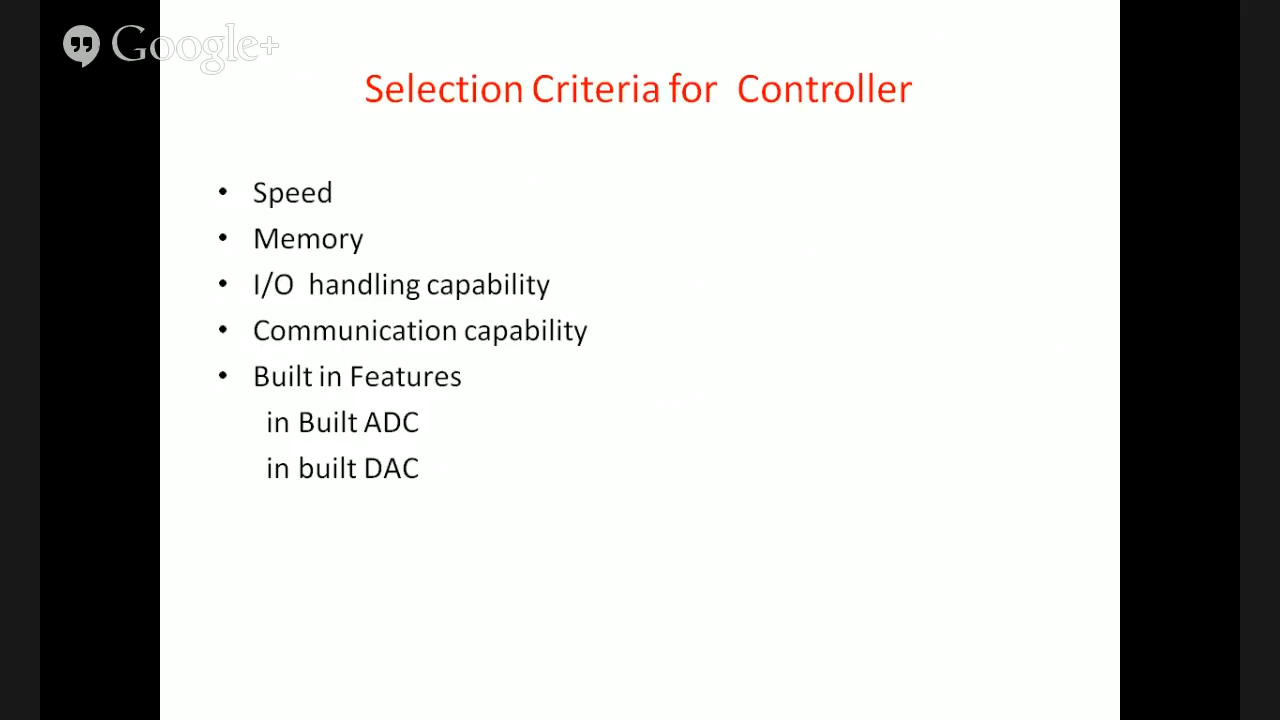 Google+
Selection Criteria for Controller
• Speed
• Memory
• I/O handling capability
• Communication capability
• Built in Features
in Built ADC
in built DAC